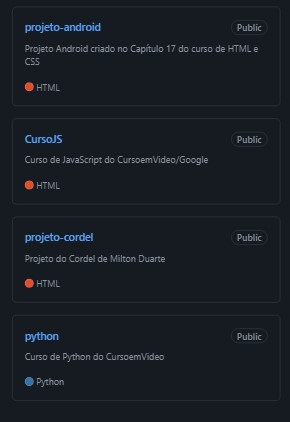 projeto-android Public
Projeto Android criado no Capítulo 17 do curso de HTML e
CSS
HTML
CursoJS Public
Curso de JavaScript do CursoemVideo/Google
HTML
projeto-cordel Public
Projeto do Cordel de Milton Duarte
HTML
python Public
Curso de Python do CursoemVideo
Python